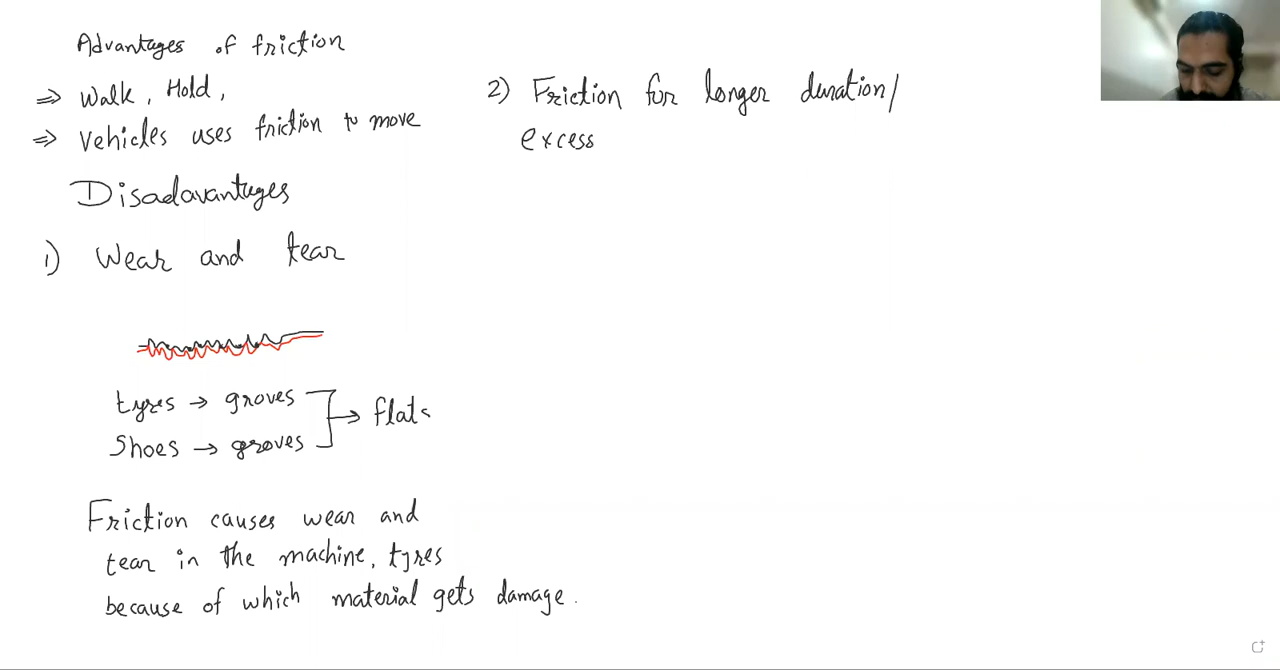 Advantages of friction
⇒ Walk, Hold,
⇒ Vehicles uses friction to move
Disadavantages
1) Wear and tear
tyres → groves
Shoes → groves
→ flats
Friction causes wear and
tear in the machine, tyres
because of which material gets damage.
2) Friction for longer duration/
excess